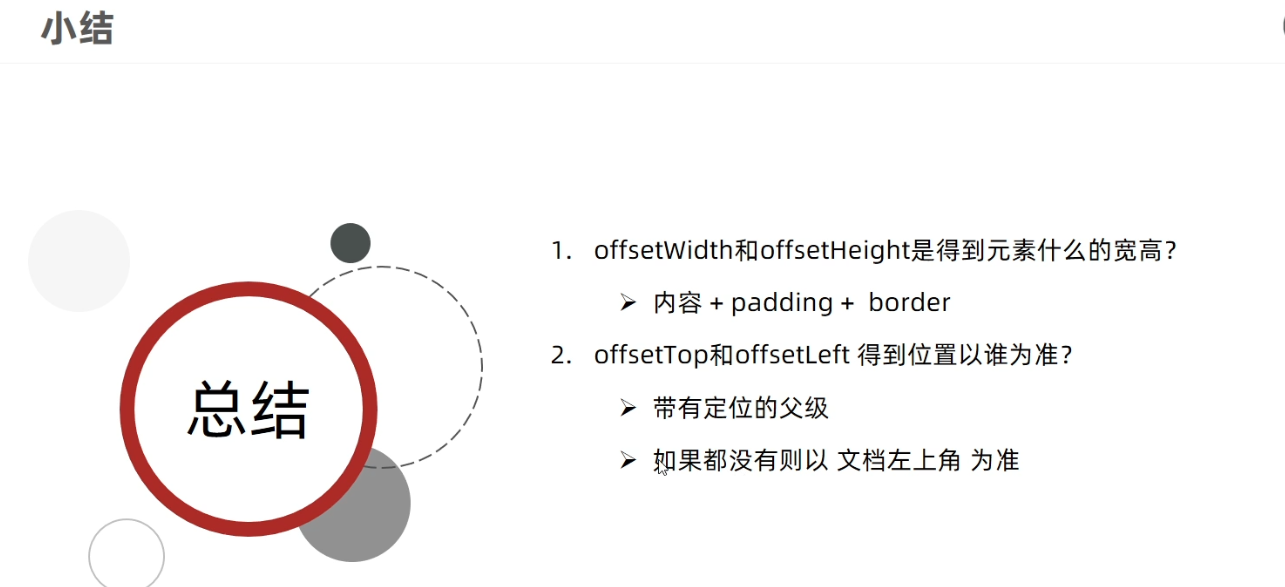 小结
总结
1. offsetWidth和offsetHeight是得到元素什么的宽高？
➢ 内容 + padding + border
2. offsetTop和offsetLeft 得到位置以谁为准？
➢ 带有定位的父级
➢ 如果都没有则以 文档左上角 为准